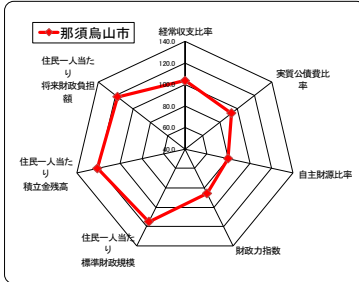 那須烏山市
経常収支比率
140.0
120.0
100.0
80.0
60.0
40.0
実質公債費比
率
自主財源比率
財政力指数
住民一人当たり
標準財政規模
住民一人当た
り
積立金残高
住民一人当た
り
将来財政負担
額